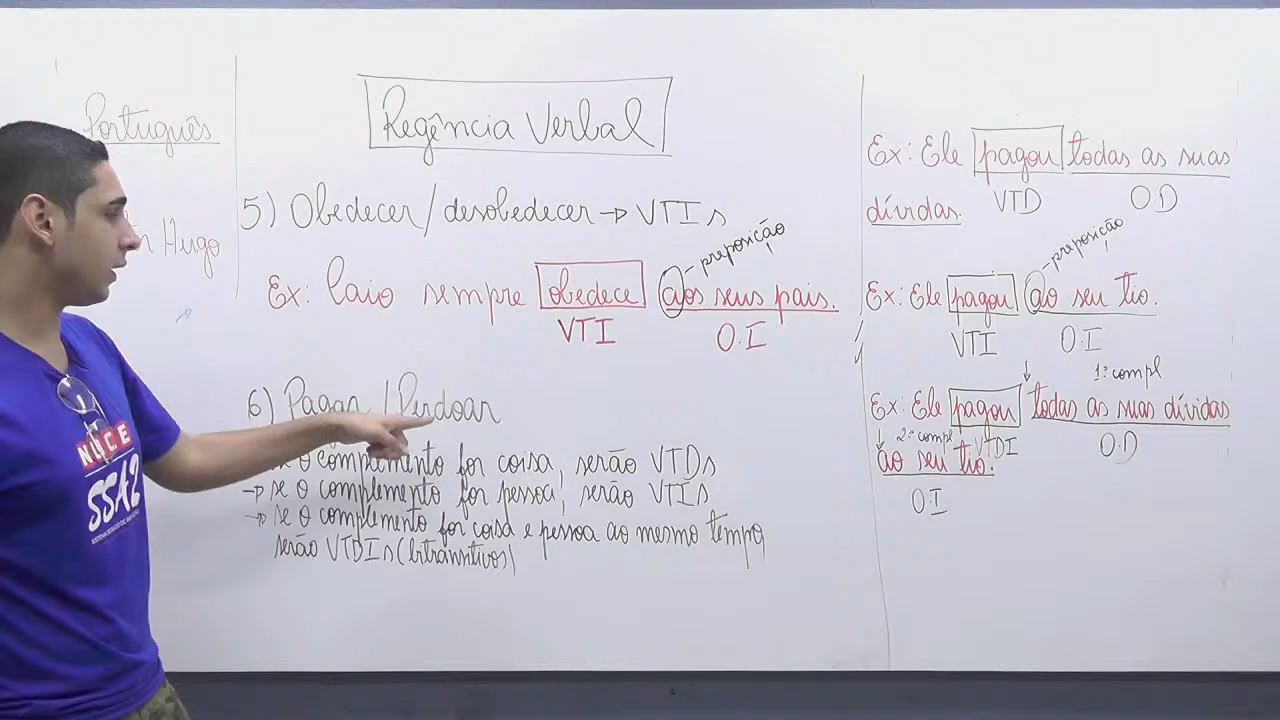 Português
n Hugo
Regência Verbal
5) Obedecer/desobedecer → VTIs
preposição
Ex: Caio sempre obedece aos seus pais.
VTI O.I
6) Pagar / Perdoar
se o complemento for coisa, serão VTDs
→ se o complemento for pessoa, serão VTIs
→ se o complemento for coisa e pessoa ao mesmo tempo,
serão VTDIs (bitransitivos)
Ex: Ele pagou todas as suas
dívidas. VTD O.D
preposição
Ex: Ele pagou ao seu tio.
VTI O.I
1º compl
Ex: Ele pagou todas as suas dívidas
2º compl VTDI O.D
ao seu tio.
O.I
NUCE
SSA2